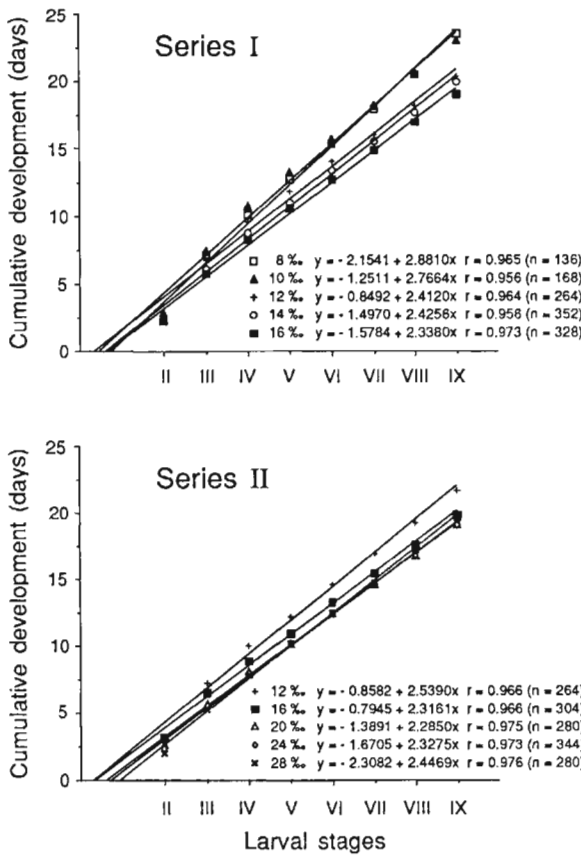 Series I
Cumulative development (days)
25
20
15
10
5
0
□ 8 ‰ y = - 2.1541 + 2.8810x r = 0.965 (n = 136)
▲ 10 ‰ y = - 1.2511 + 2.7664x r = 0.956 (n = 168)
+ 12 ‰ y = - 0.8492 + 2.4120x r = 0.964 (n = 264)
○ 14 ‰ y = - 1.4970 + 2.4256x r = 0.956 (n = 352)
■ 16 ‰ y = - 1.5784 + 2.3380x r = 0.973 (n = 328)
II III IV V VI VII VIII IX
Series II
Cumulative development (days)
25
20
15
10
5
0
+ 12 ‰ y = - 0.8582 + 2.5390x r = 0.966 (n = 264)
■ 16 ‰ y = - 0.7945 + 2.3161x r = 0.966 (n = 304)
△ 20 ‰ y = - 1.3891 + 2.2850x r = 0.975 (n = 280)
⋄ 24 ‰ y = - 1.6705 + 2.3275x r = 0.973 (n = 344)
× 28 ‰ y = - 2.3082 + 2.4469x r = 0.976 (n = 280)
II III IV V VI VII VIII IX
Larval stages